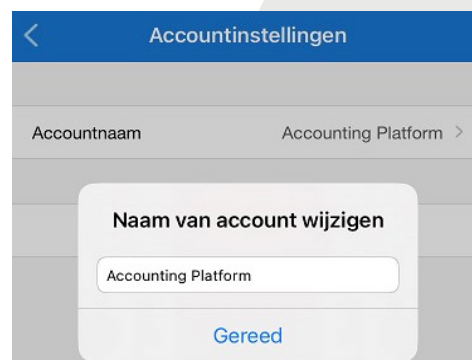 Accountinstellingen
Accountnaam Accounting Platform
Naam van account wijzigen
Accounting Platform
Gereed